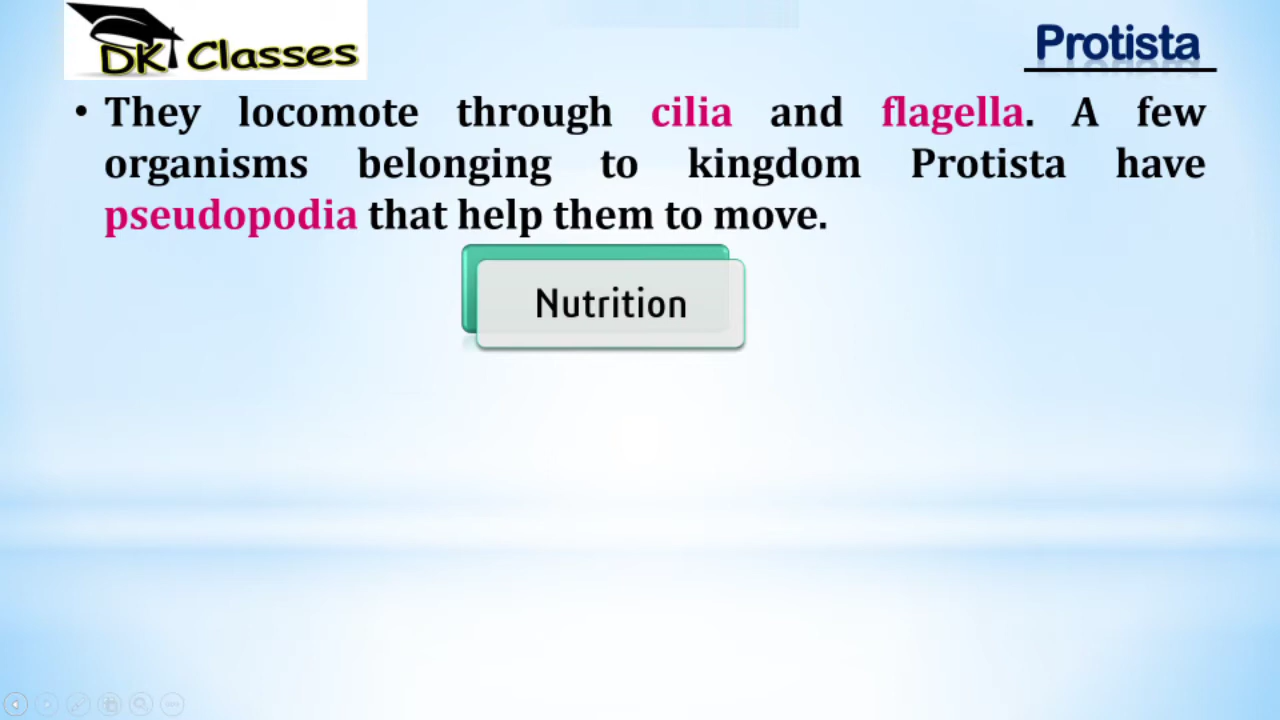 DK Classes
Protista
• They locomote through cilia and flagella. A few
organisms belonging to kingdom Protista have
pseudopodia that help them to move.
Nutrition